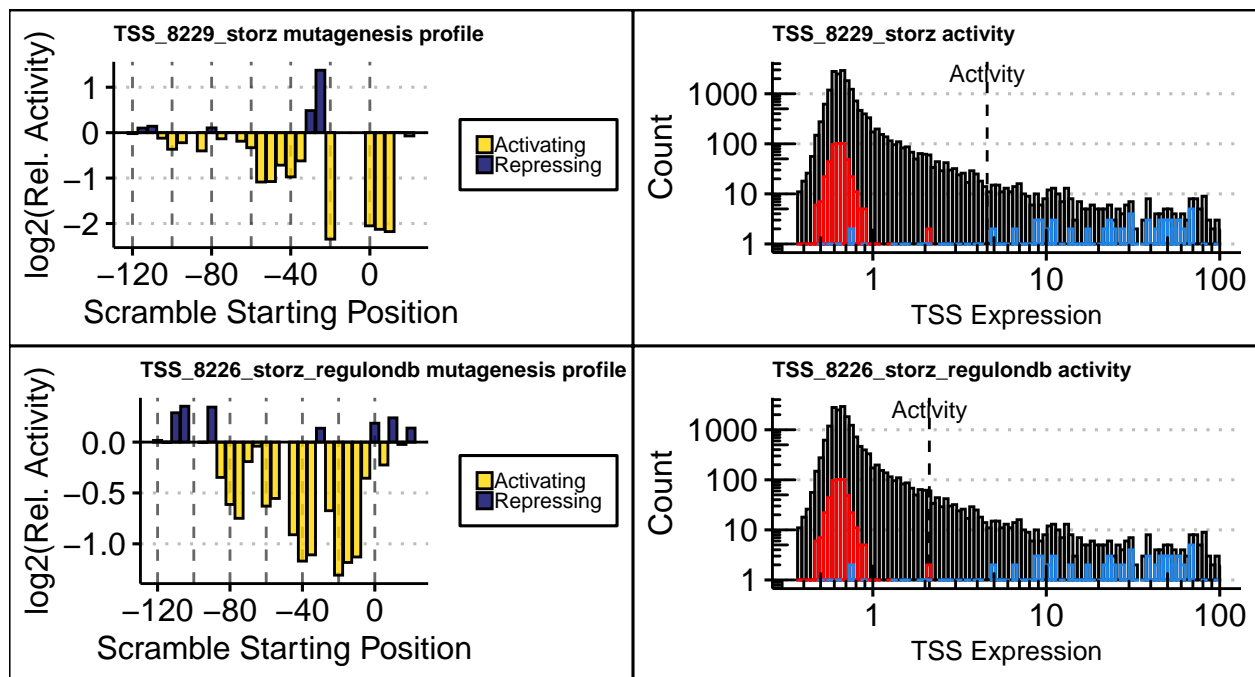 TSS_8229_storz mutagenesis profile
log2(Rel. Activity)
1
0
−1
−2
−120
−80
−40
0
Scramble Starting Position
Activating
Repressing
TSS_8229_storz activity
Activity
Count
1000
100
10
1
1
10
100
TSS Expression
TSS_8226_storz_regulondb mutagenesis profile
log2(Rel. Activity)
0.0
−0.5
−1.0
−120
−80
−40
0
Scramble Starting Position
Activating
Repressing
TSS_8226_storz_regulondb activity
Activity
Count
1000
100
10
1
1
10
100
TSS Expression